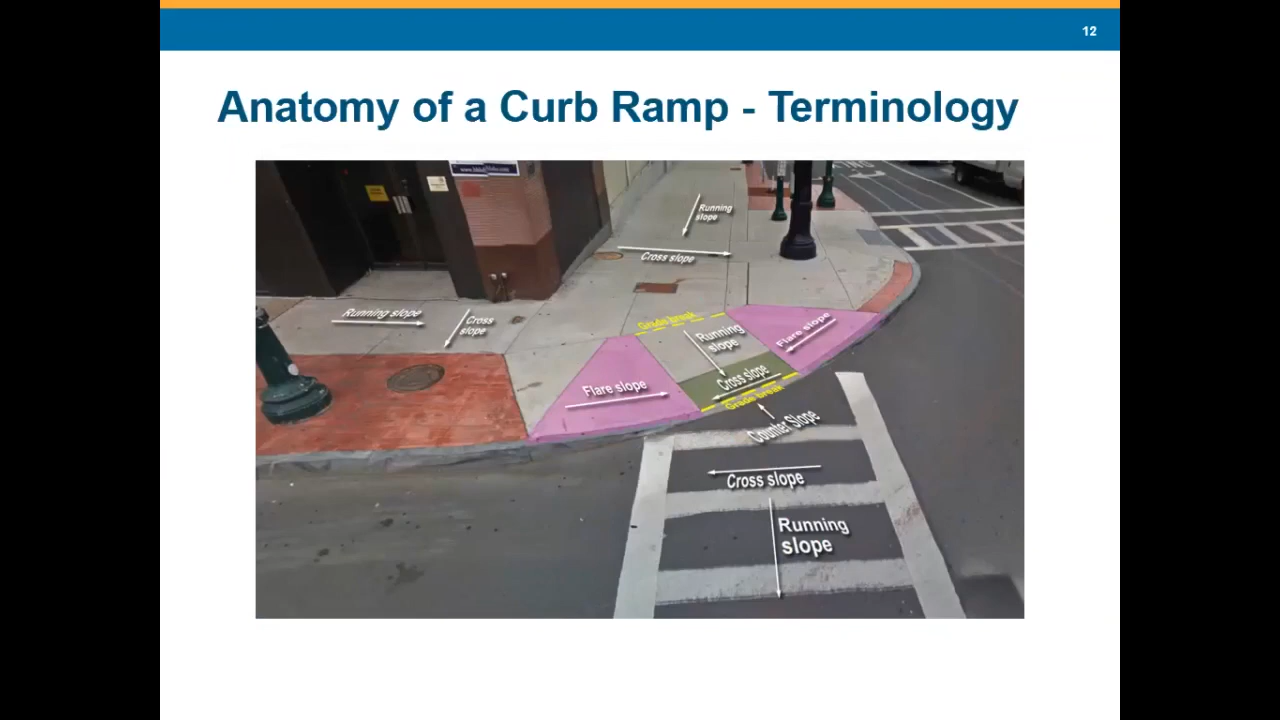 12
Anatomy of a Curb Ramp - Terminology
Running
slope
Cross slope
Running slope
Cross
slope
Grade break
Running
slope
Flare slope
Flare slope
Cross slope
Grade break
Counter Slope
Cross slope
Running
slope